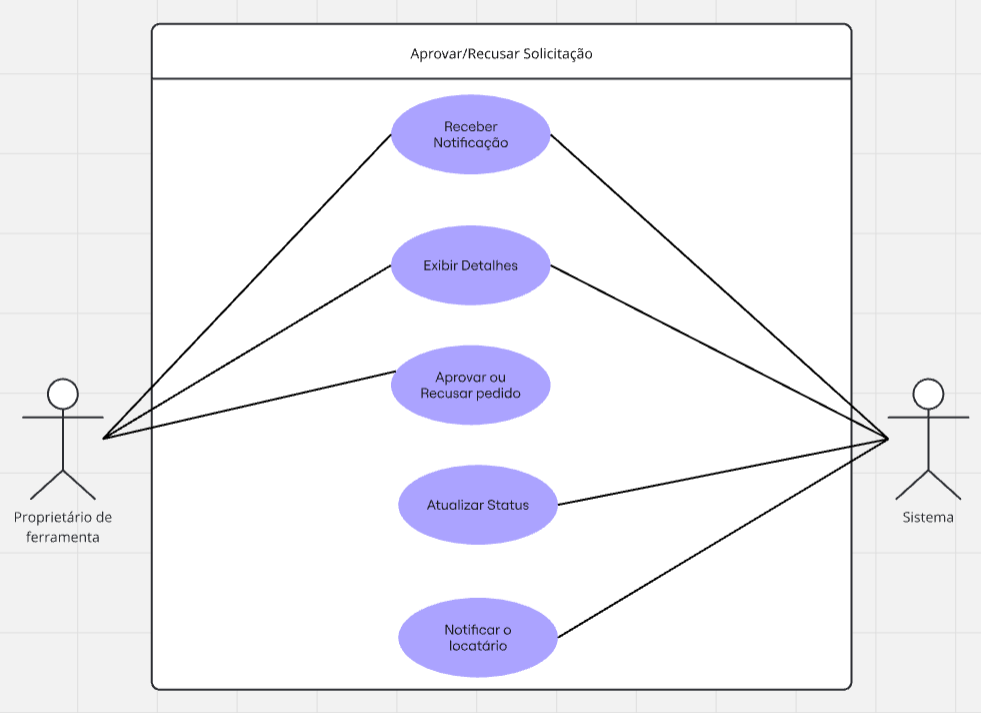 Aprovar/Recusar Solicitação
Receber
Notificação
Exibir Detalhes
Aprovar ou
Recusar pedido
Atualizar Status
Notificar o
locatário
Proprietário de
ferramenta
Sistema